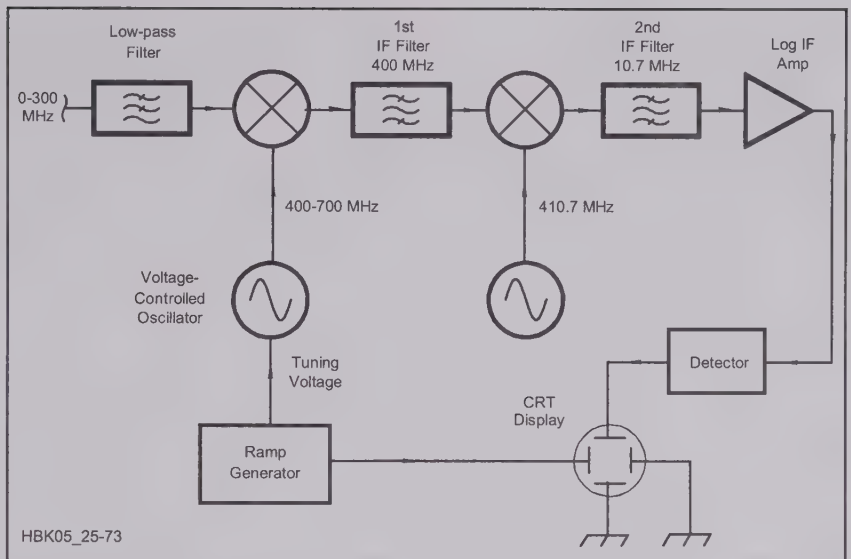 Low-pass
Filter
1st
IF Filter
400 MHz
2nd
IF Filter
10.7 MHz
Log IF
Amp
0-300
MHz
400-700 MHz
410.7 MHz
Voltage-
Controlled
Oscillator
Tuning
Voltage
Detector
CRT
Display
Ramp
Generator
HBK05_25-73